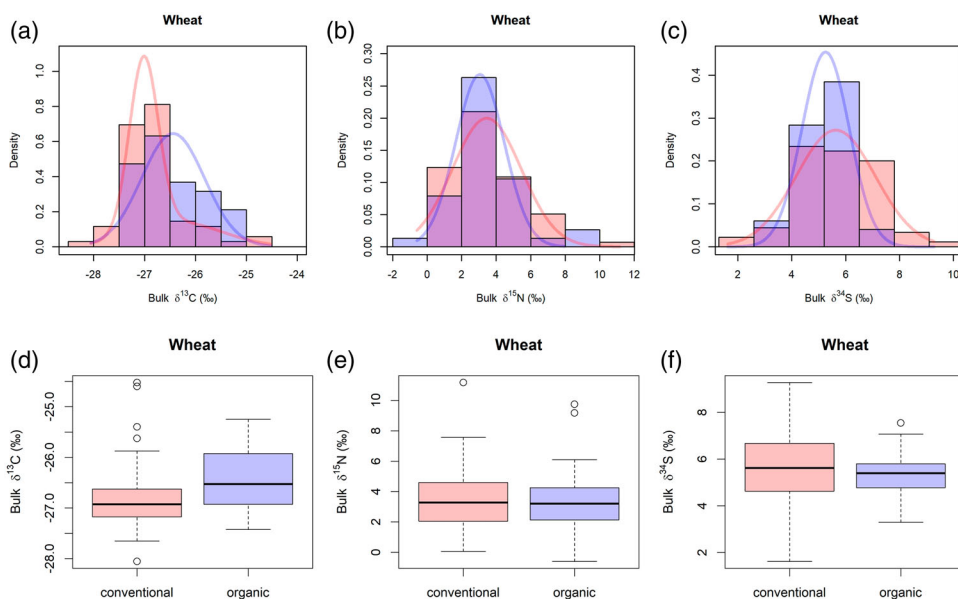 (a)
Wheat
Density
0.0 0.2 0.4 0.6 0.8 1.0
-28 -27 -26 -25 -24
Bulk δ¹³C (‰)
(b)
Wheat
Density
0.00 0.05 0.10 0.15 0.20 0.25 0.30
-2 0 2 4 6 8 10 12
Bulk δ¹⁵N (‰)
(c)
Wheat
Density
0.0 0.1 0.2 0.3 0.4
2 4 6 8 10
Bulk δ³⁴S (‰)
(d)
Wheat
Bulk δ¹³C (‰)
-28.0 -27.0 -26.0 -25.0
conventional organic
(e)
Wheat
Bulk δ¹⁵N (‰)
0 2 4 6 8 10
conventional organic
(f)
Wheat
Bulk δ³⁴S (‰)
2 4 6 8
conventional organic